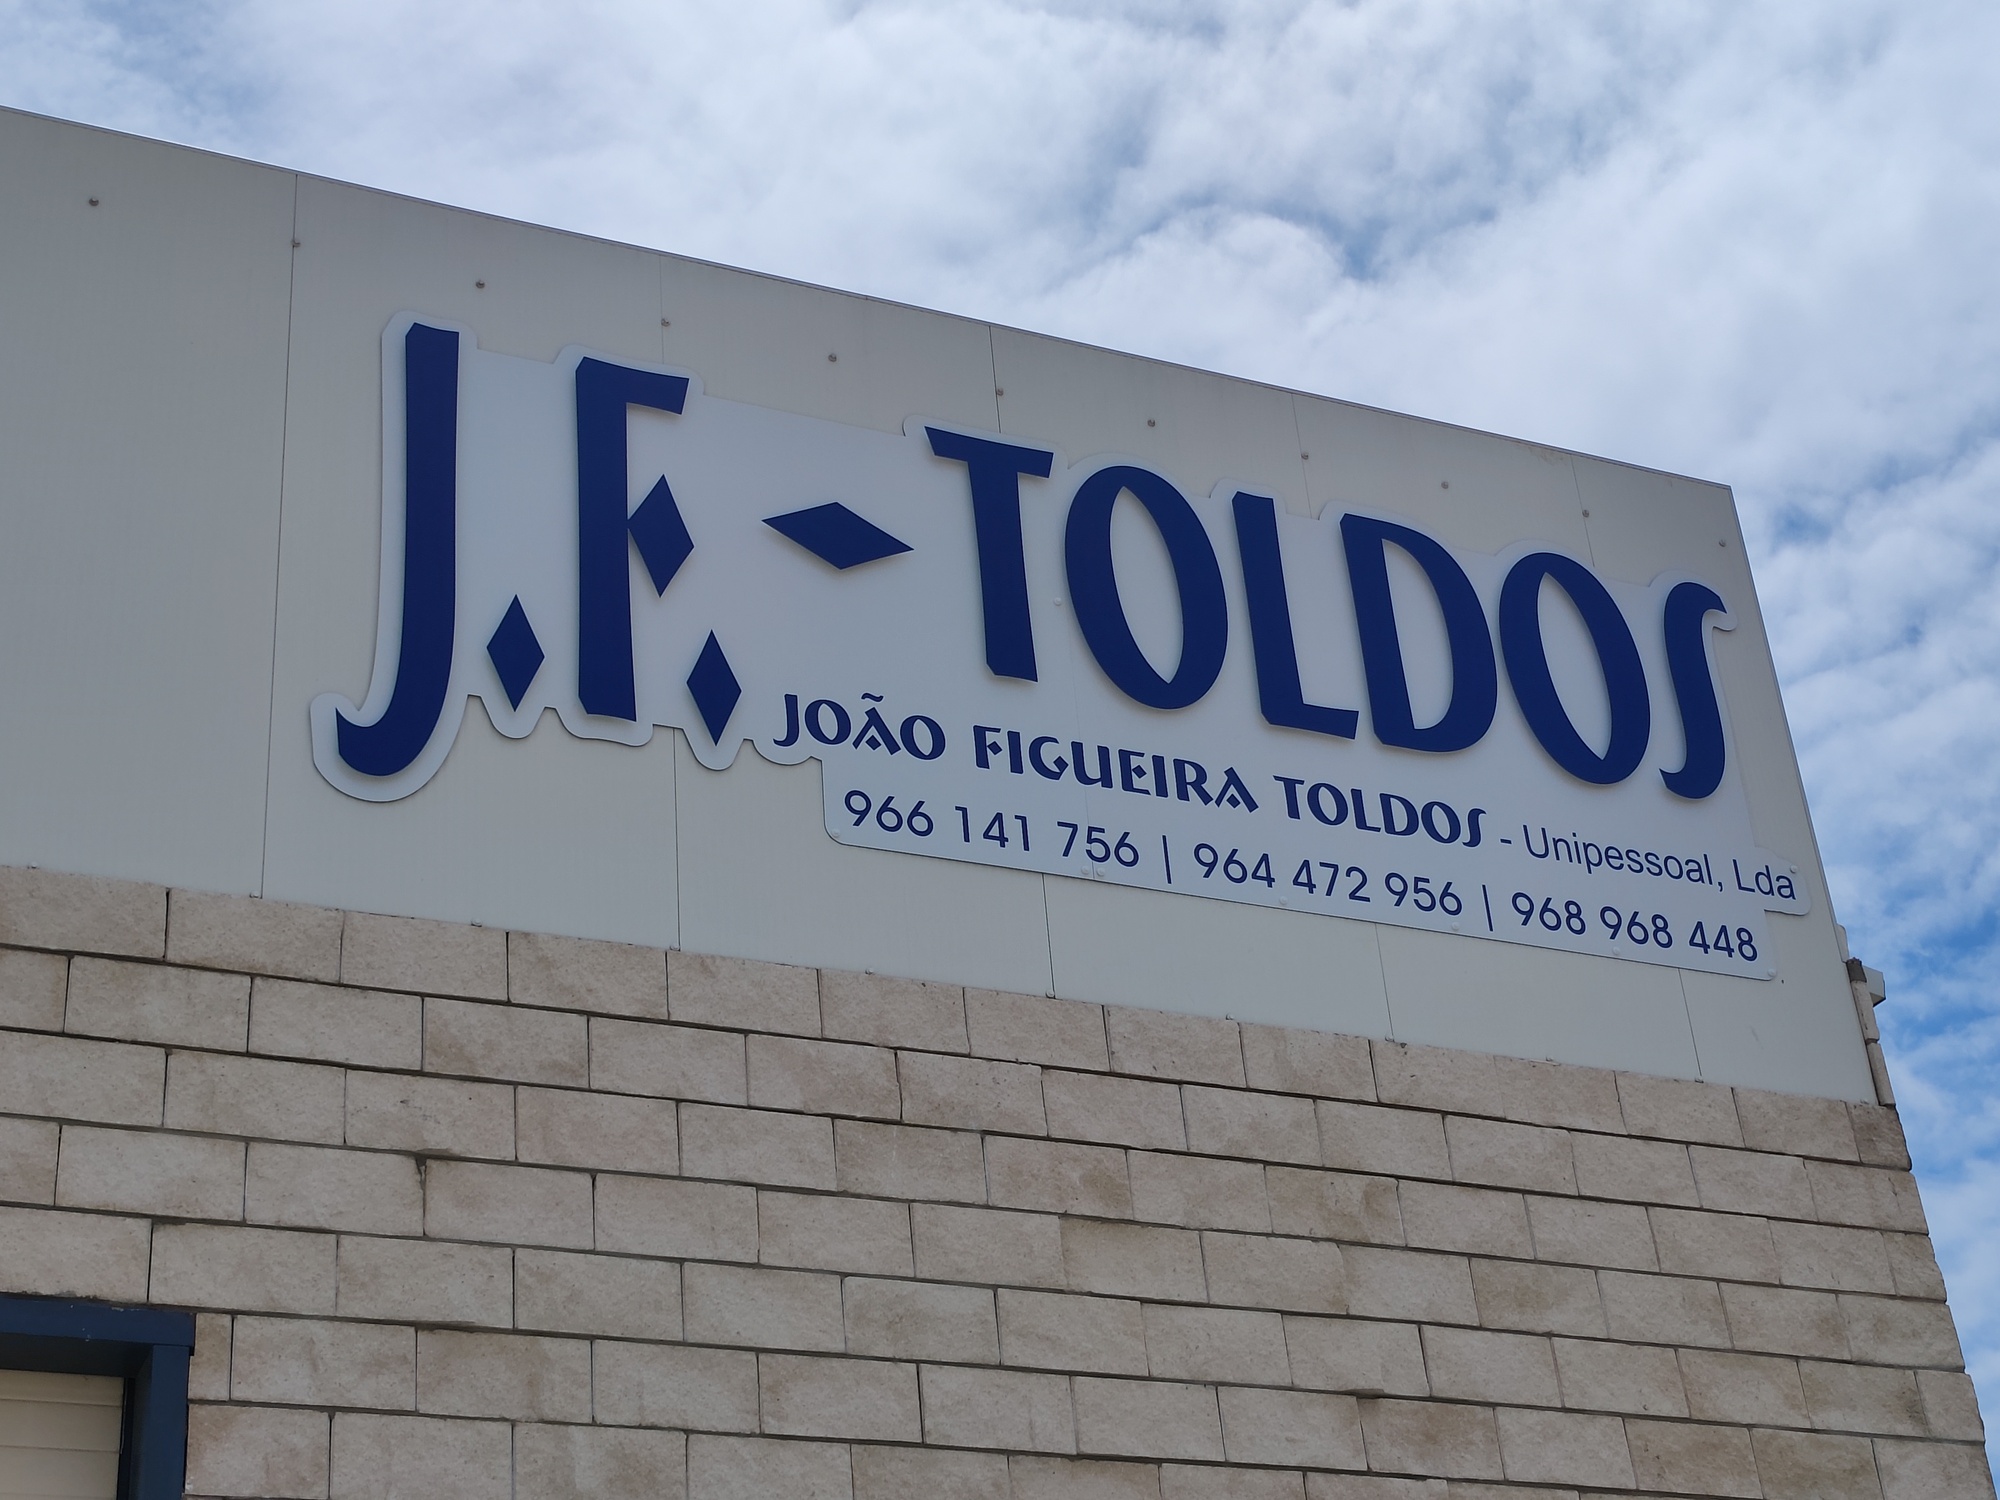 J.F. - TOLDOS
JOÃO FIGUEIRA TOLDOS - Unipessoal, Lda
966 141 756 | 964 472 956 | 968 968 448